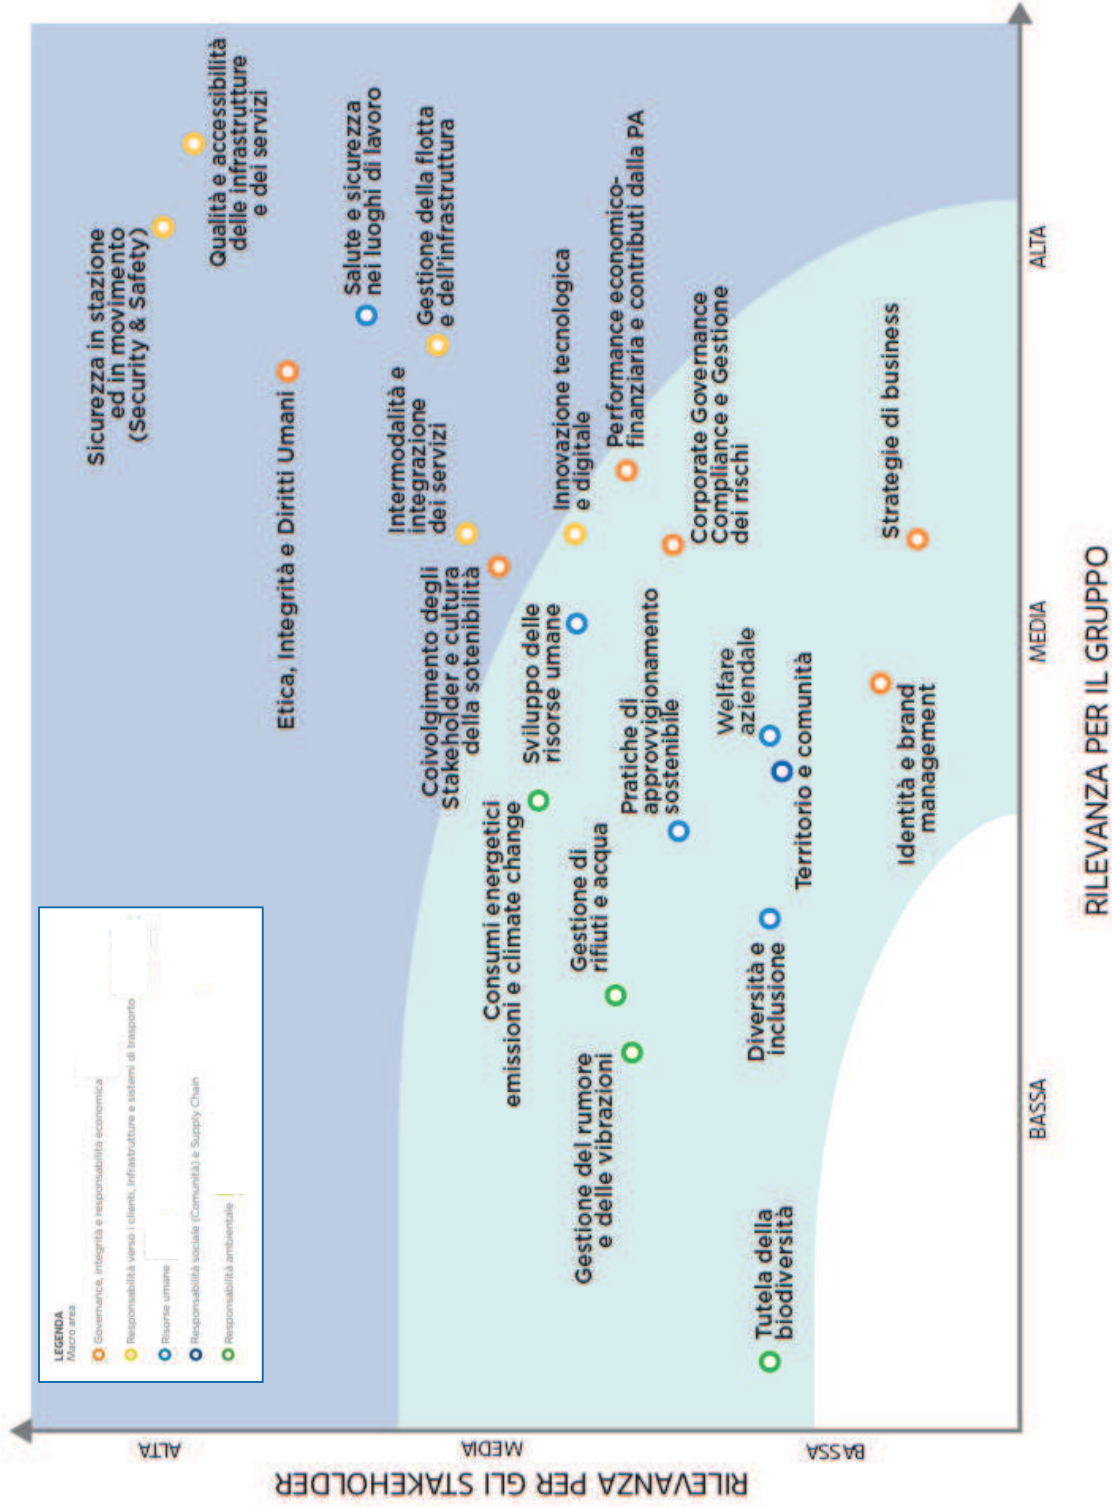 LEGENDA
Macro area
Governance, integrità e responsabilità economica
Responsabilità verso i clienti, infrastrutture e sistemi di trasporto
Risorse umane
Responsabilità sociale (Comunità) e Supply Chain
Responsabilità ambientale
Sicurezza in stazione
ed in movimento
(Security & Safety)
Qualità e accessibilità
delle infrastrutture
e dei servizi
Etica, Integrità e Diritti Umani
Salute e sicurezza
nei luoghi di lavoro
Gestione della flotta
e dell'infrastruttura
Intermodalità e
integrazione
dei servizi
Coivolgimento degli
Stakeholder e cultura
della sotenibilità
Innovazione tecnologica
e digitale
Performance economico-
finanziaria e contributi dalla PA
Sviluppo delle
risorse umane
Corporate Governance
Compliance e Gestione
dei rischi
Consumi energetici
emissioni e climate change
Pratiche di
approvvigionamento
sostenibile
Gestione di
rifiuti e acqua
Gestione del rumore
e delle vibrazioni
Welfare
aziendale
Territorio e comunità
Diversità e
inclusione
Tutela della
biodiversità
Strategie di business
Identità e brand
management
RILEVANZA PER GLI STAKEHOLDER
ALTA
MEDIA
BASSA
BASSA
MEDIA
ALTA
RILEVANZA PER IL GRUPPO